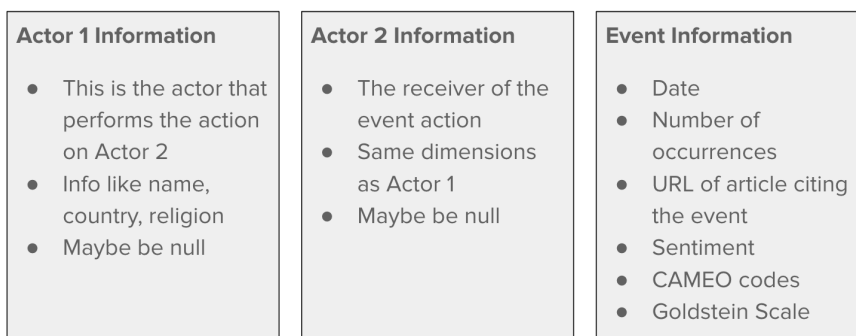 Actor 1 Information
● This is the actor that
performs the action
on Actor 2
● Info like name,
country, religion
● Maybe be null
Actor 2 Information
● The receiver of the
event action
● Same dimensions
as Actor 1
● Maybe be null
Event Information
● Date
● Number of
occurrences
● URL of article citing
the event
● Sentiment
● CAMEO codes
● Goldstein Scale